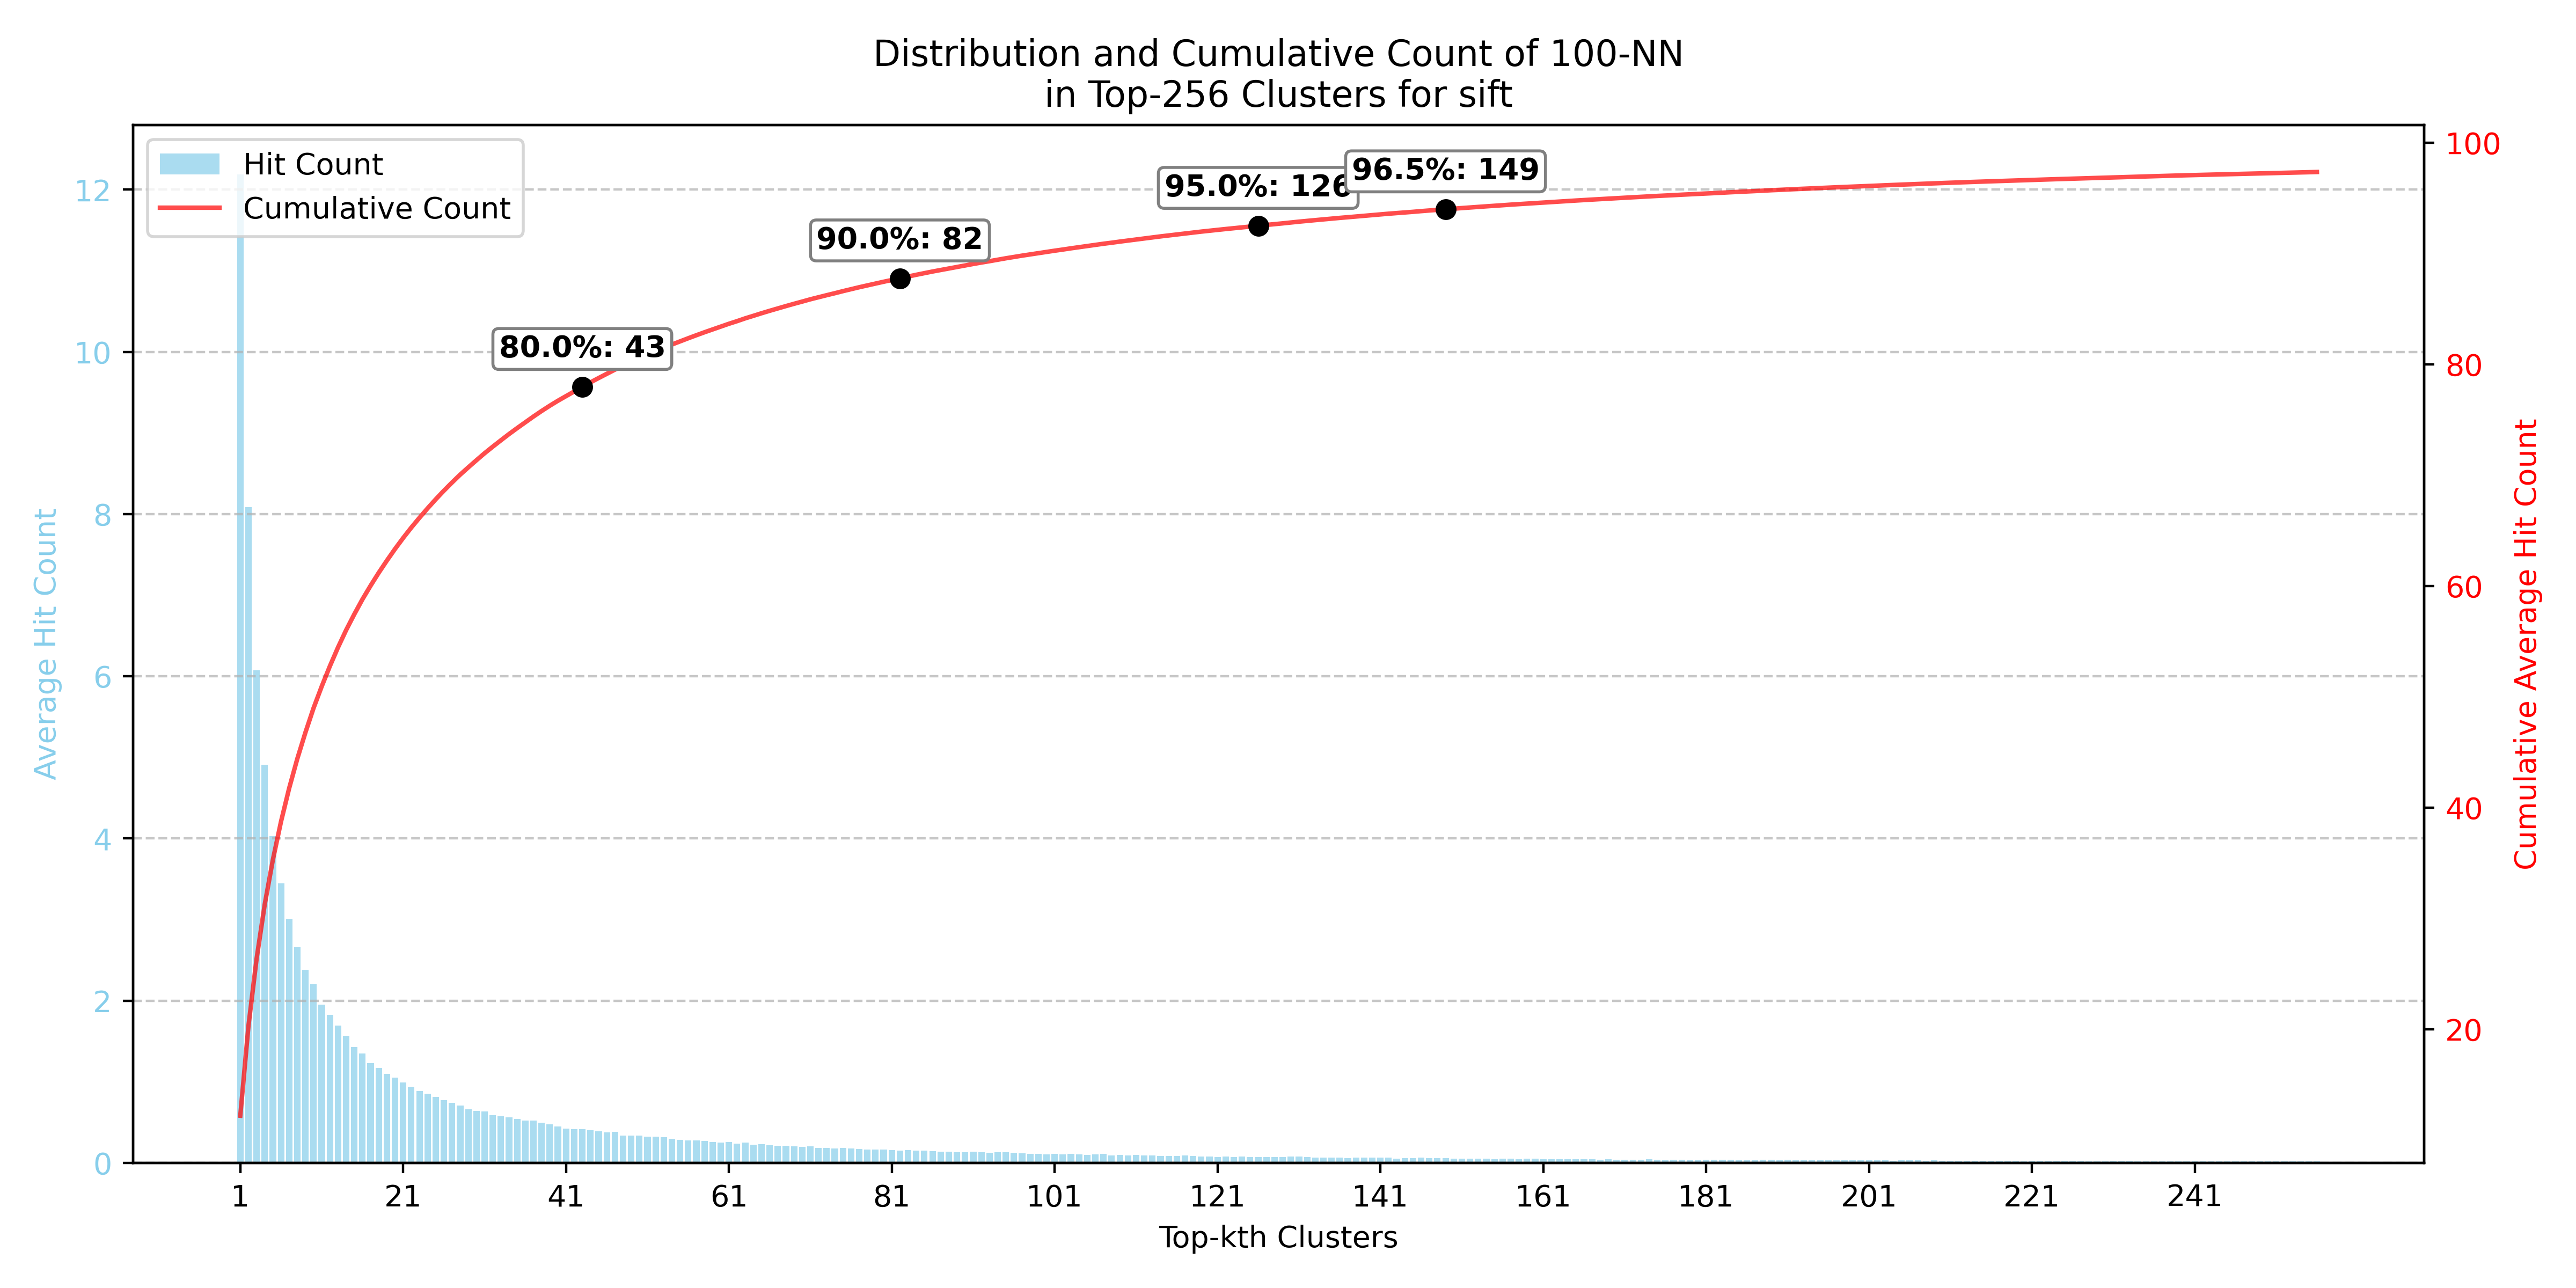 Distribution and Cumulative Count of 100-NN
in Top-256 Clusters for sift
Hit Count
Cumulative Count
80.0%: 43
90.0%: 82
95.0%: 126
96.5%: 149
Average Hit Count
12
10
8
6
4
2
0
100
80
60
40
20
Cumulative Average Hit Count
1 21 41 61 81 101 121 141 161 181 201 221 241
Top-kth Clusters